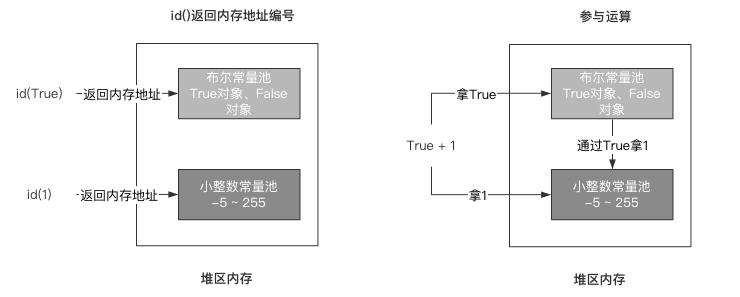 id()返回内存地址编号
id(True)
返回内存地址
布尔常量池
True对象、False
对象
id(1)
返回内存地址
小整数常量池
-5 ~ 255
堆区内存
参与运算
拿True
布尔常量池
True对象、False
对象
True + 1
通过True拿1
拿1
小整数常量池
-5 ~ 255
堆区内存